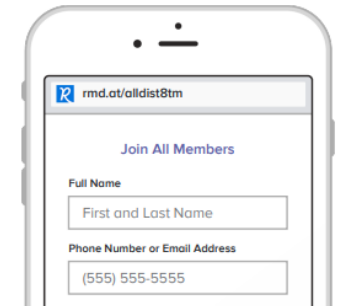 rmd.at/alldist8tm
Join All Members
Full Name
First and Last Name
Phone Number or Email Address
(555) 555-5555